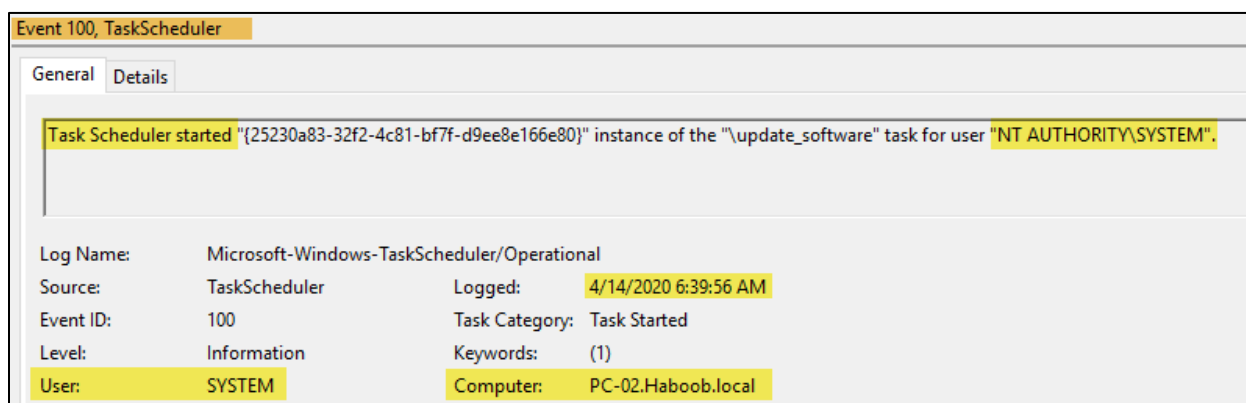 Event 100, TaskScheduler
General Details
Task Scheduler started "{25230a83-32f2-4c81-bf7f-d9ee8e166e80}" instance of the "\update_software" task for user "NT AUTHORITY\SYSTEM".
Log Name: Microsoft-Windows-TaskScheduler/Operational
Source: TaskScheduler Logged: 4/14/2020 6:39:56 AM
Event ID: 100 Task Category: Task Started
Level: Information Keywords: (1)
User: SYSTEM Computer: PC-02.Haboob.local